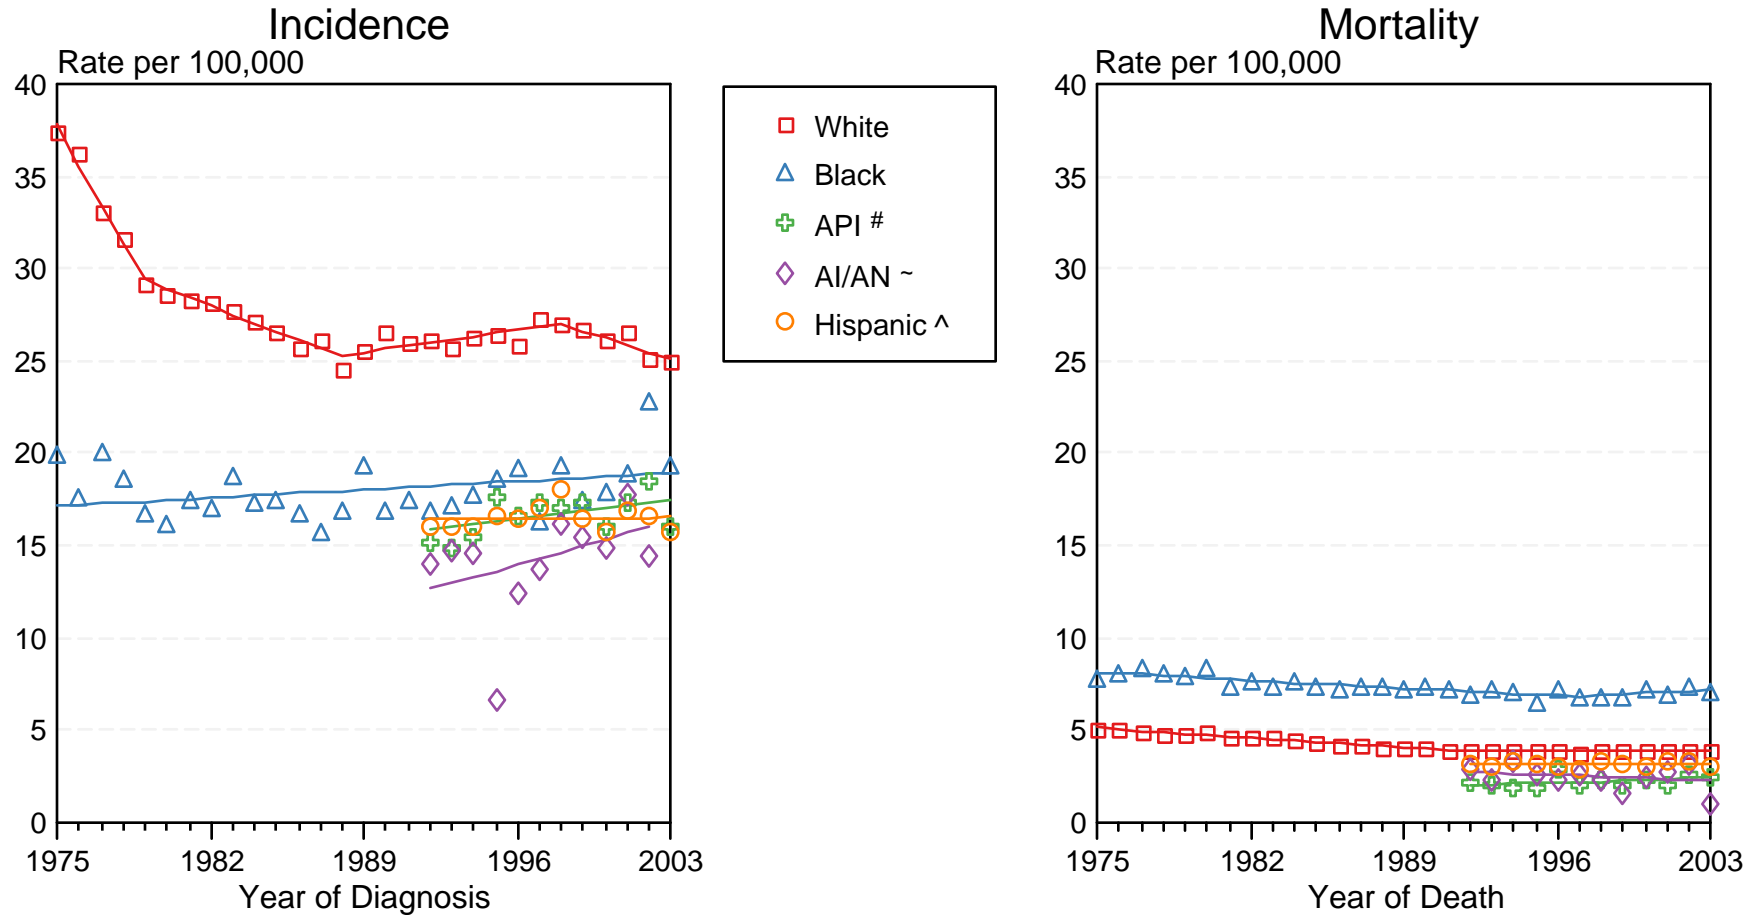 Incidence
Rate per 100,000
40
35
30
25
20
15
10
5
0
1975 1982 1989 1996 2003
Year of Diagnosis
White
Black
API #
AI/AN ~
Hispanic ^
Mortality
Rate per 100,000
40
35
30
25
20
15
10
5
0
1975 1982 1989 1996 2003
Year of Death